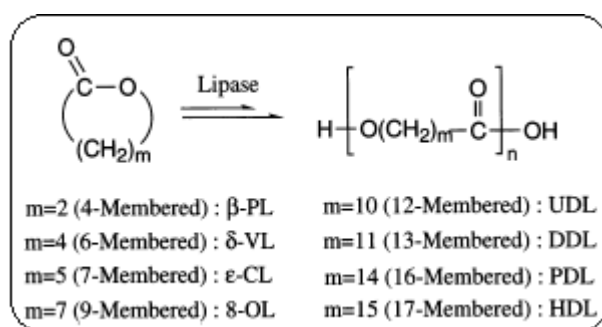 O
C—O
(CH2)m
Lipase
H—[O(CH2)m—C(=O)]n—OH
m=2 (4-Membered) : β-PL
m=4 (6-Membered) : δ-VL
m=5 (7-Membered) : ε-CL
m=7 (9-Membered) : 8-OL
m=10 (12-Membered) : UDL
m=11 (13-Membered) : DDL
m=14 (16-Membered) : PDL
m=15 (17-Membered) : HDL